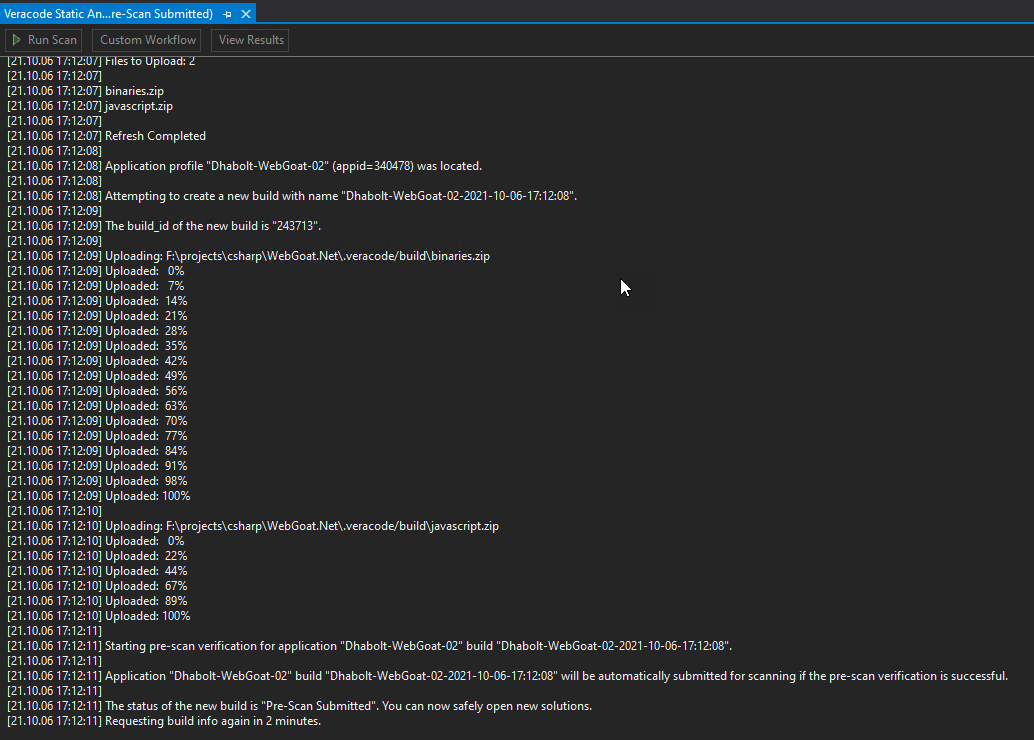 Veracode Static An...re-Scan Submitted)
Run Scan Custom Workflow View Results
[21.10.06 17:12:07] Files to Upload: 2
[21.10.06 17:12:07]
[21.10.06 17:12:07] binaries.zip
[21.10.06 17:12:07] javascript.zip
[21.10.06 17:12:07]
[21.10.06 17:12:07] Refresh Completed
[21.10.06 17:12:08]
[21.10.06 17:12:08] Application profile "Dhabolt-WebGoat-02" (appid=340478) was located.
[21.10.06 17:12:08]
[21.10.06 17:12:08] Attempting to create a new build with name "Dhabolt-WebGoat-02-2021-10-06-17:12:08".
[21.10.06 17:12:09]
[21.10.06 17:12:09] The build_id of the new build is "243713".
[21.10.06 17:12:09]
[21.10.06 17:12:09] Uploading: F:\projects\csharp\WebGoat.Net\.veracode/build\binaries.zip
[21.10.06 17:12:09] Uploaded: 0%
[21.10.06 17:12:09] Uploaded: 7%
[21.10.06 17:12:09] Uploaded: 14%
[21.10.06 17:12:09] Uploaded: 21%
[21.10.06 17:12:09] Uploaded: 28%
[21.10.06 17:12:09] Uploaded: 35%
[21.10.06 17:12:09] Uploaded: 42%
[21.10.06 17:12:09] Uploaded: 49%
[21.10.06 17:12:09] Uploaded: 56%
[21.10.06 17:12:09] Uploaded: 63%
[21.10.06 17:12:09] Uploaded: 70%
[21.10.06 17:12:09] Uploaded: 77%
[21.10.06 17:12:09] Uploaded: 84%
[21.10.06 17:12:09] Uploaded: 91%
[21.10.06 17:12:09] Uploaded: 98%
[21.10.06 17:12:09] Uploaded: 100%
[21.10.06 17:12:10]
[21.10.06 17:12:10] Uploading: F:\projects\csharp\WebGoat.Net\.veracode/build\javascript.zip
[21.10.06 17:12:10] Uploaded: 0%
[21.10.06 17:12:10] Uploaded: 22%
[21.10.06 17:12:10] Uploaded: 44%
[21.10.06 17:12:10] Uploaded: 67%
[21.10.06 17:12:10] Uploaded: 89%
[21.10.06 17:12:10] Uploaded: 100%
[21.10.06 17:12:11]
[21.10.06 17:12:11] Starting pre-scan verification for application "Dhabolt-WebGoat-02" build "Dhabolt-WebGoat-02-2021-10-06-17:12:08".
[21.10.06 17:12:11]
[21.10.06 17:12:11] Application "Dhabolt-WebGoat-02" build "Dhabolt-WebGoat-02-2021-10-06-17:12:08" will be automatically submitted for scanning if the pre-scan verification is successful.
[21.10.06 17:12:11]
[21.10.06 17:12:11] The status of the new build is "Pre-Scan Submitted". You can now safely open new solutions.
[21.10.06 17:12:11] Requesting build info again in 2 minutes.